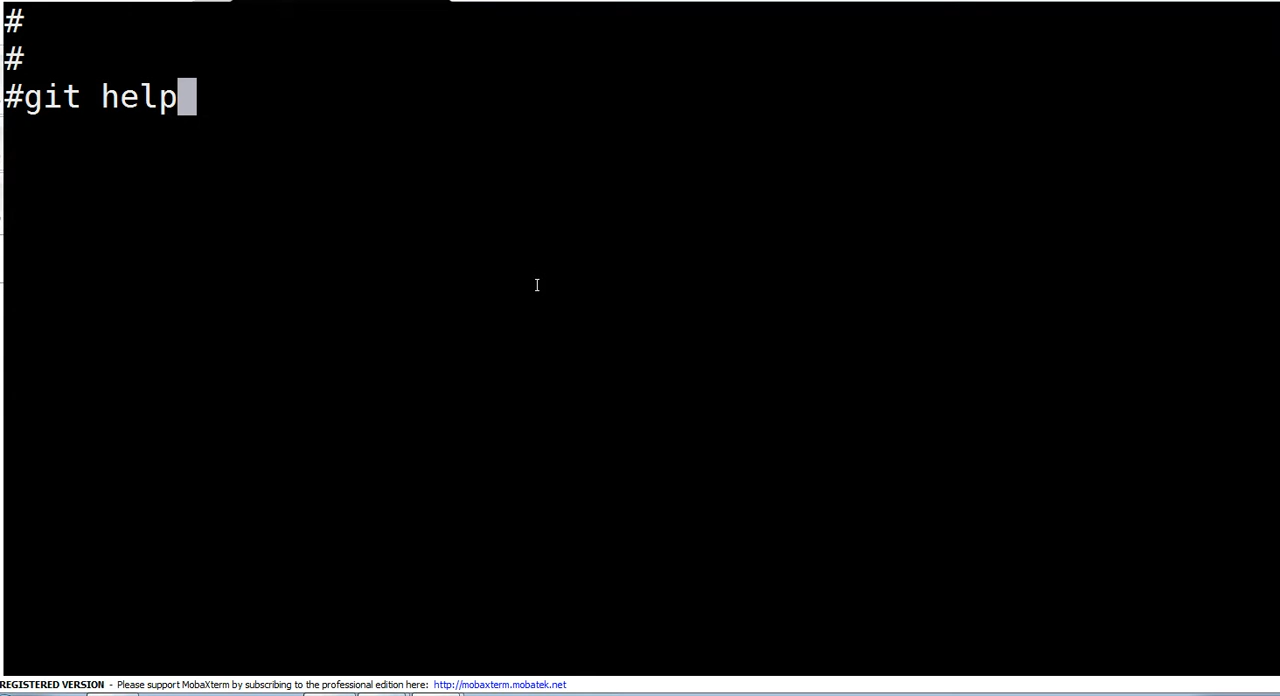 #
#
#git help
REGISTERED VERSION - Please support MobaXterm by subscribing to the professional edition here: http://mobaxterm.mobatek.net